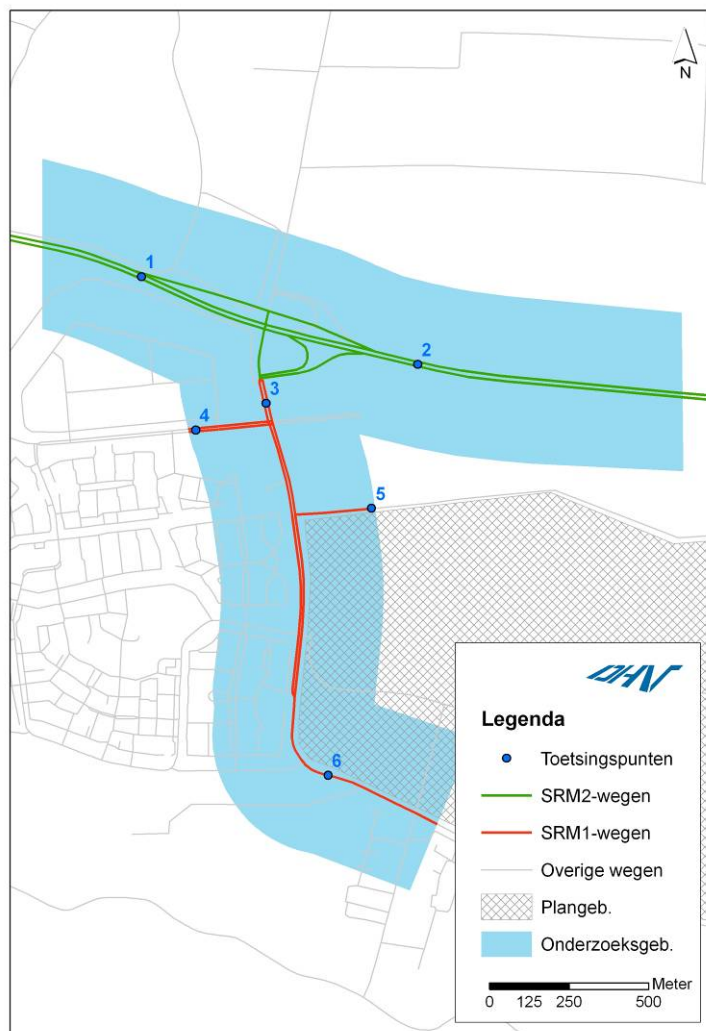 N
1
2
3
4
5
6
DHV
Legenda
Toetsingspunten
SRM2-wegen
SRM1-wegen
Overige wegen
Plangeb.
Onderzoeksgeb.
Meter
0 125 250 500